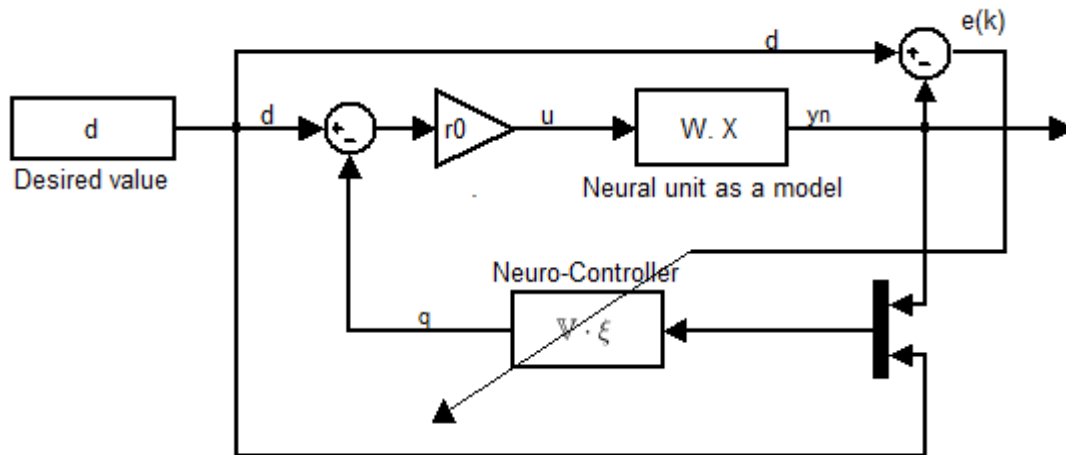 e(k)
d
+
-
d
Desired value
d
+
-
r0
u
W. X
yn
Neural unit as a model
Neuro-Controller
q
𝕍 · ξ